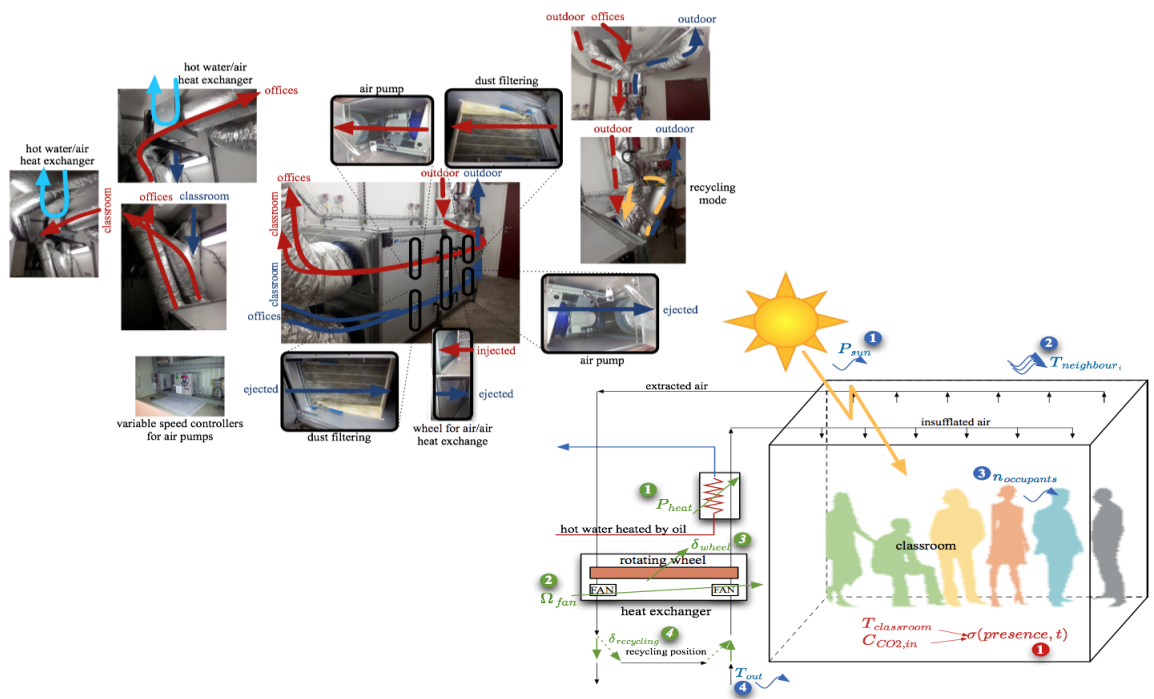 outdoor offices
outdoor
hot water/air
heat exchanger
offices
air pump
dust filtering
hot water/air
heat exchanger
classroom
offices classroom
offices
classroom
outdoor outdoor
outdoor
outdoor
recycling
mode
classroom
offices
ejected
air pump
injected
ejected
ejected
dust filtering
wheel for air/air
heat exchange
variable speed controllers
for air pumps
1
P_sun
2
T_neighbour_i
extracted air
insufflated air
3 n_occupants
1
P_heat
hot water heated by oil
classroom
δ_wheel 3
rotating wheel
2
Ω_fan
FAN
FAN
heat exchanger
δ_recycling 4
recycling position
T_out
4
T_classroom
C_CO2,in
σ(presence, t)
1